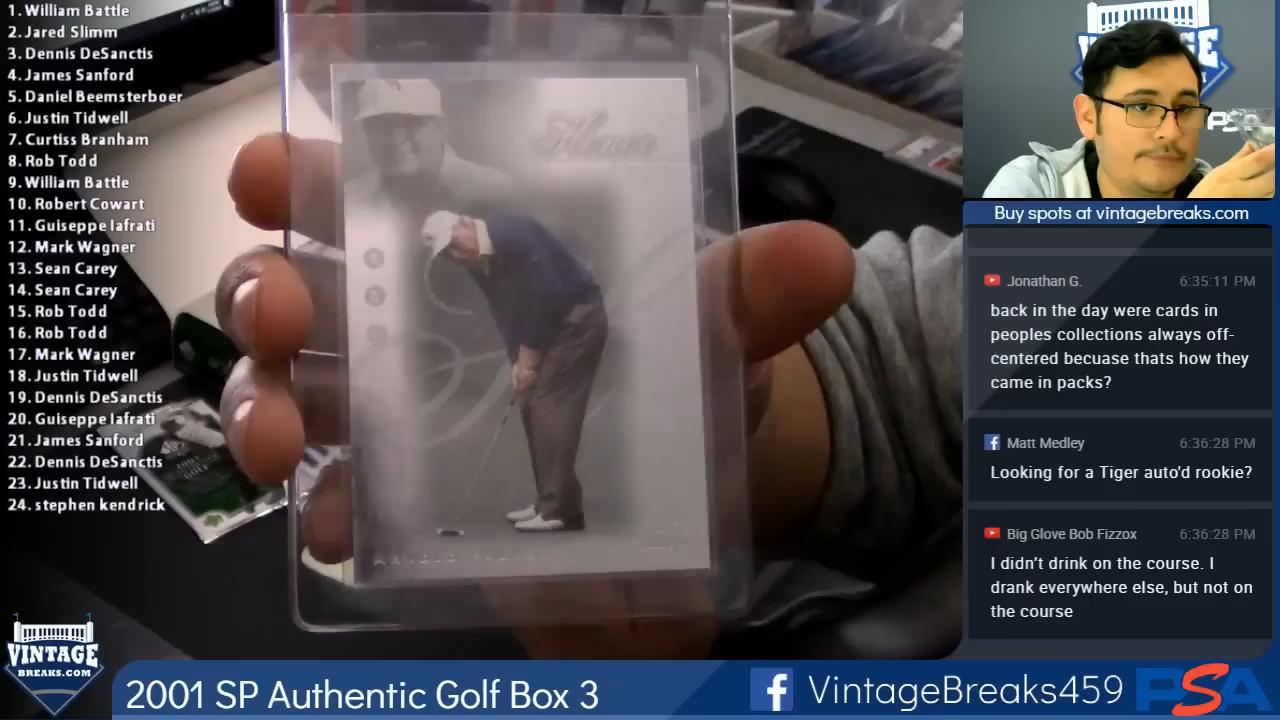 1. William Battle
2. Jared Slimm
3. Dennis DeSanctis
4. James Sanford
5. Daniel Beemsterboer
6. Justin Tidwell
7. Curtiss Branham
8. Rob Todd
9. William Battle
10. Robert Cowart
11. Guiseppe Iafrati
12. Mark Wagner
13. Sean Carey
14. Sean Carey
15. Rob Todd
16. Rob Todd
17. Mark Wagner
18. Justin Tidwell
19. Dennis DeSanctis
20. Guiseppe Iafrati
21. James Sanford
22. Dennis DeSanctis
23. Justin Tidwell
24. stephen kendrick
VINTAGE
PSA
Buy spots at vintagebreaks.com
Jonathan G. 6:35:11 PM
back in the day were cards in
peoples collections always off-
centered becuase thats how they
came in packs?
Matt Medley 6:36:28 PM
Looking for a Tiger auto'd rookie?
Big Glove Bob Fizzox 6:36:28 PM
I didn't drink on the course. I
drank everywhere else, but not on
the course
VINTAGE
BREAKS.COM
2001 SP Authentic Golf Box 3
VintageBreaks459
PSA